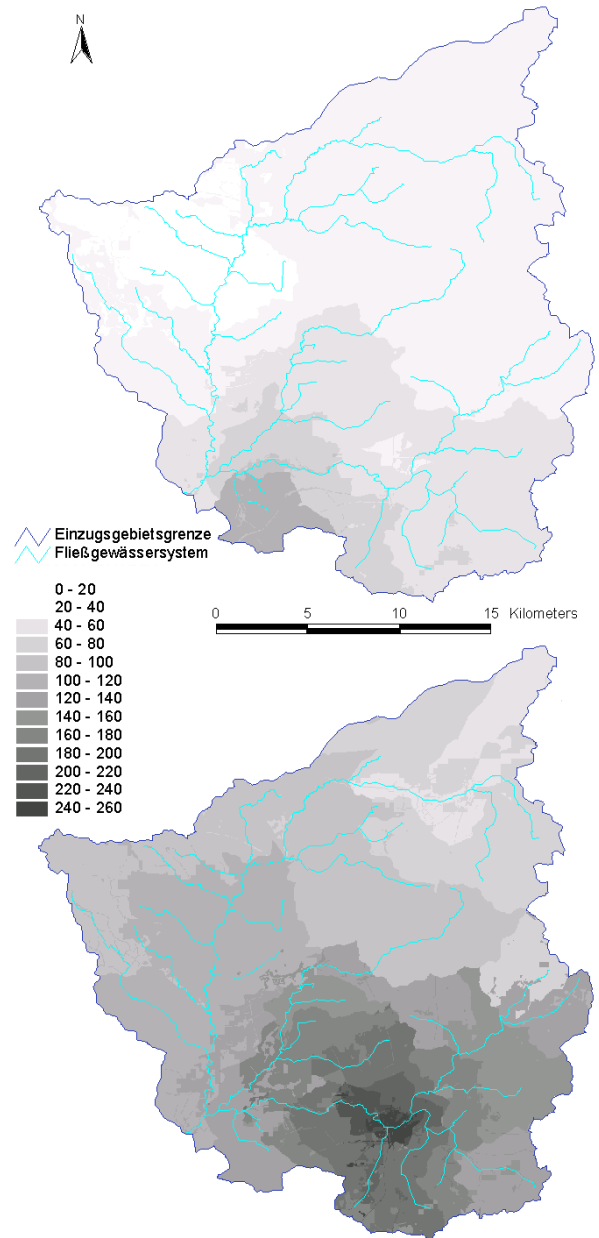 N
Einzugsgebietsgrenze
Fließgewässersystem
0 - 20
20 - 40
40 - 60
60 - 80
80 - 100
100 - 120
120 - 140
140 - 160
160 - 180
180 - 200
200 - 220
220 - 240
240 - 260
0 5 10 15 Kilometers